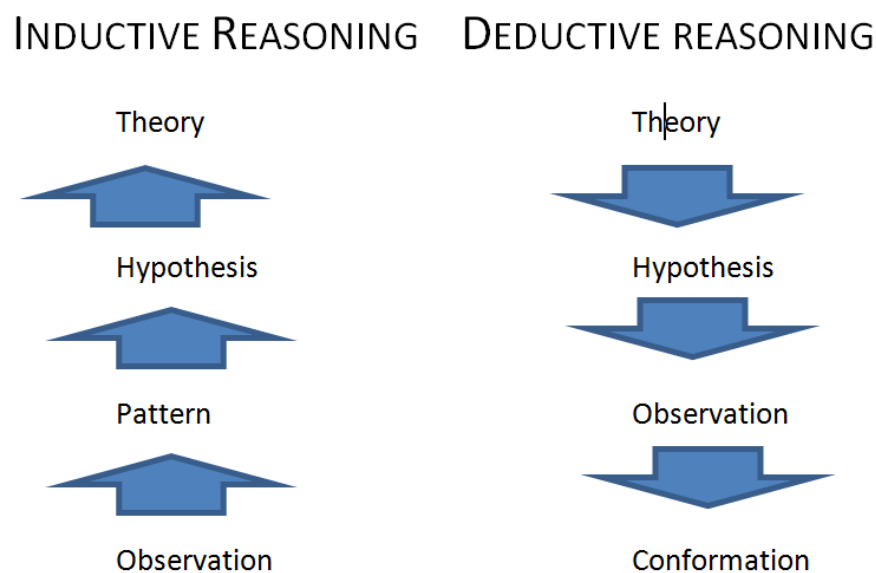 INDUCTIVE REASONING
Theory
Hypothesis
Pattern
Observation
DEDUCTIVE REASONING
Theory
Hypothesis
Observation
Conformation